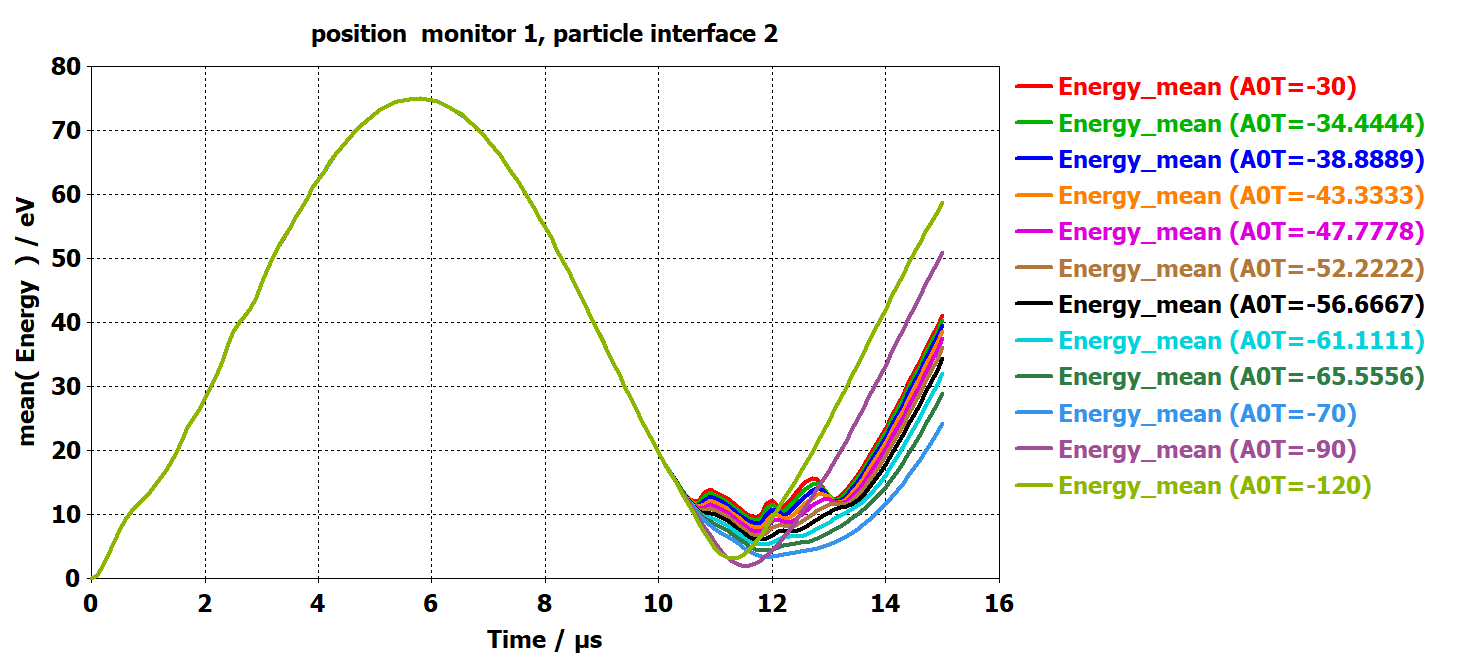 position  monitor 1, particle interface 2
mean( Energy  ) / eV
80
70
60
50
40
30
20
10
0
0 2 4 6 8 10 12 14 16
Time / µs
Energy_mean (A0T=-30)
Energy_mean (A0T=-34.4444)
Energy_mean (A0T=-38.8889)
Energy_mean (A0T=-43.3333)
Energy_mean (A0T=-47.7778)
Energy_mean (A0T=-52.2222)
Energy_mean (A0T=-56.6667)
Energy_mean (A0T=-61.1111)
Energy_mean (A0T=-65.5556)
Energy_mean (A0T=-70)
Energy_mean (A0T=-90)
Energy_mean (A0T=-120)